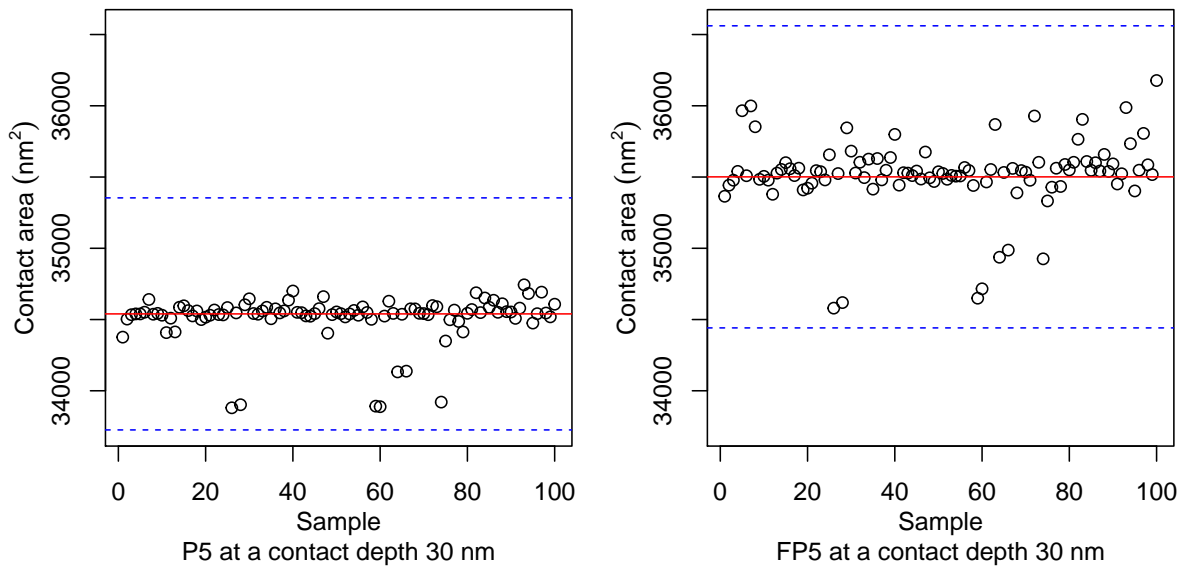 Contact area (nm²)
36000
35000
34000
0 20 40 60 80 100
Sample
P5 at a contact depth 30 nm
Contact area (nm²)
36000
35000
34000
0 20 40 60 80 100
Sample
FP5 at a contact depth 30 nm